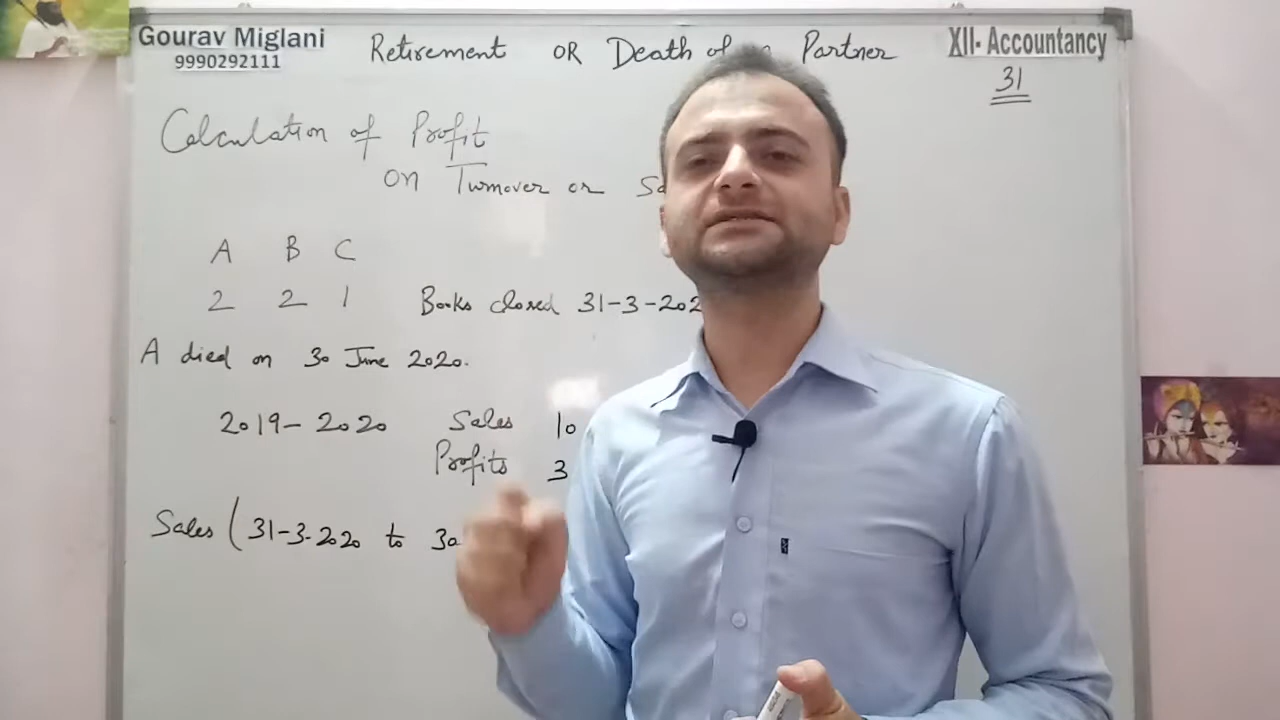 Gourav Miglani
9990292111
Retirement OR Death of Partner
XII- Accountancy
31
Calculation of Profit
on Turnover or
A B C
2 2 1
Books closed 31-3-202
A died on 30 June 2020.
2019-2020 Sales 10
Profits 3
Sales (31-3-2020 to 30